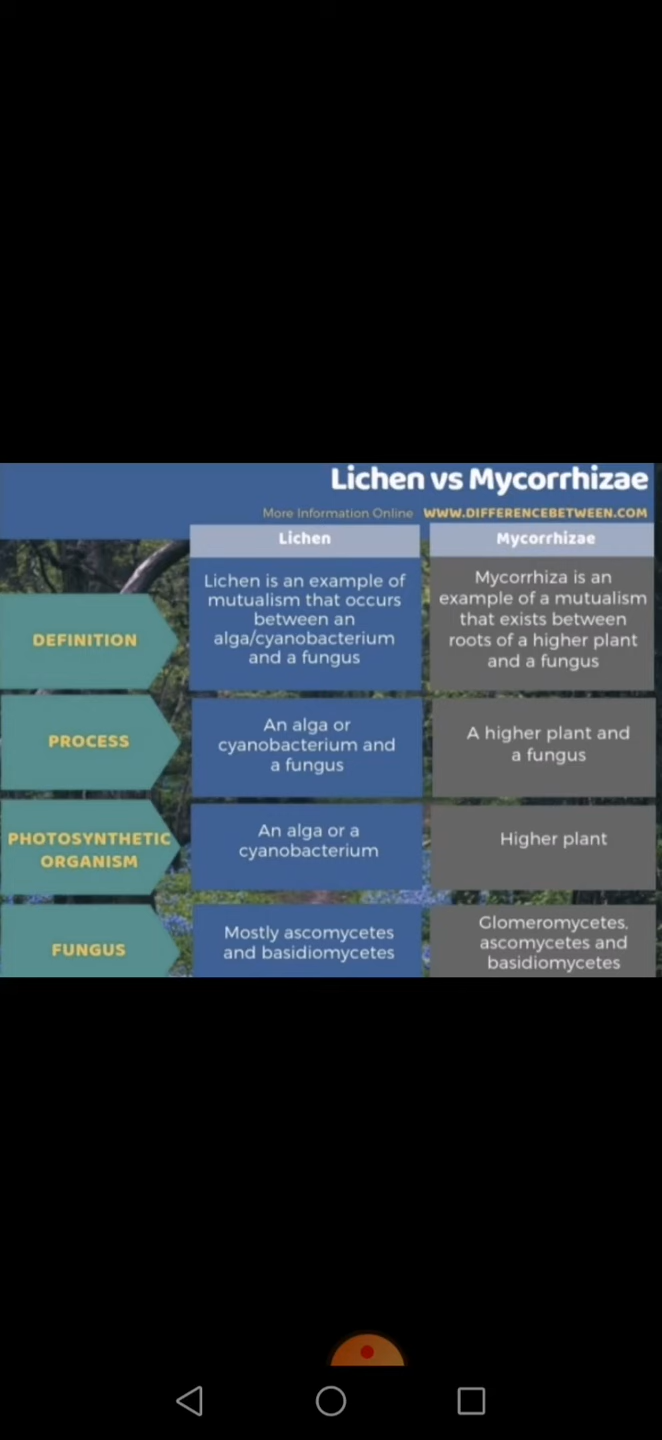 Lichen vs Mycorrhizae
More Information Online WWW.DIFFERENCEBETWEEN.COM
Lichen
Mycorrhizae
DEFINITION
Lichen is an example of
mutualism that occurs
between an
alga/cyanobacterium
and a fungus
Mycorrhiza is an
example of a mutualism
that exists between
roots of a higher plant
and a fungus
PROCESS
An alga or
cyanobacterium and
a fungus
A higher plant and
a fungus
PHOTOSYNTHETIC
ORGANISM
An alga or a
cyanobacterium
Higher plant
FUNGUS
Mostly ascomycetes
and basidiomycetes
Glomeromycetes,
ascomycetes and
basidiomycetes